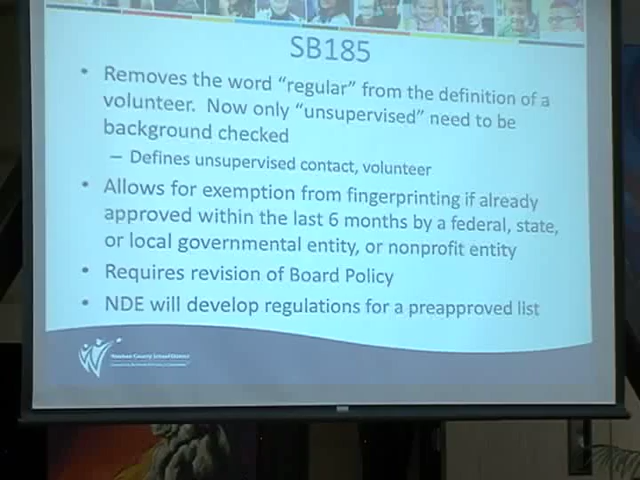 SB185
• Removes the word “regular” from the definition of a
volunteer. Now only “unsupervised” need to be
background checked
– Defines unsupervised contact, volunteer
• Allows for exemption from fingerprinting if already
approved within the last 6 months by a federal, state,
or local governmental entity, or nonprofit entity
• Requires revision of Board Policy
• NDE will develop regulations for a preapproved list
County School District